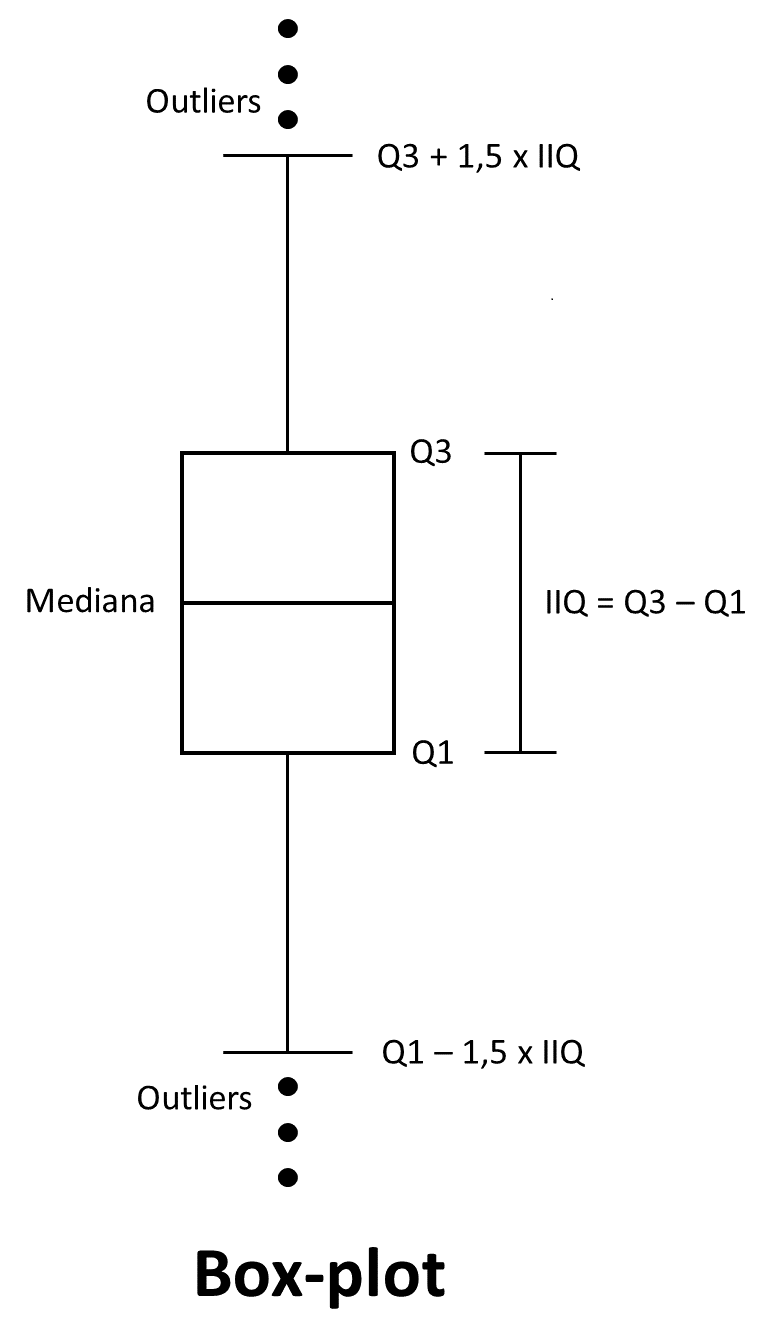 Outliers
Q3 + 1,5 x IIQ
Q3
Mediana
IIQ = Q3 – Q1
Q1
Q1 – 1,5 x IIQ
Outliers
Box-plot